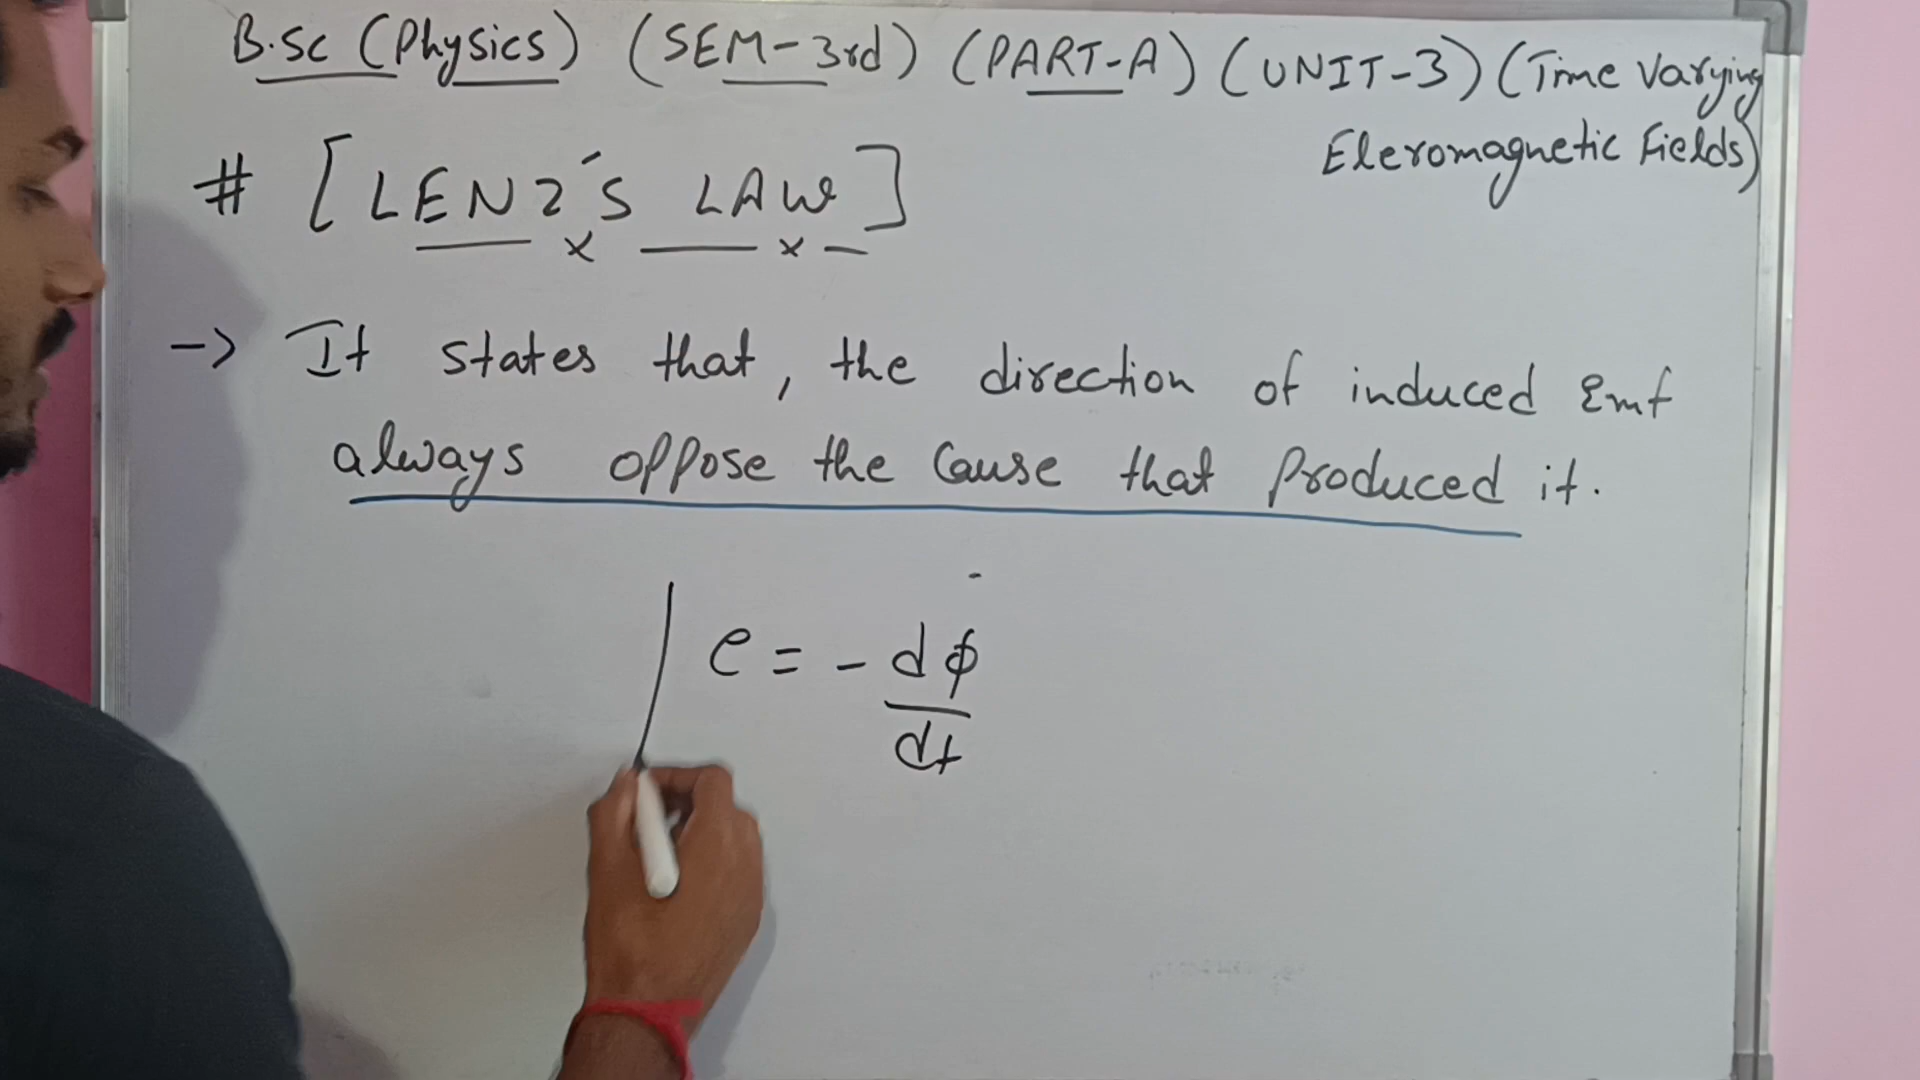 B.Sc (Physics) (SEM-3rd) (PART-A) (UNIT-3) (Time Varying
Eleromagnetic Fields)
# [LENZ'S LAW]
-> It states that, the direction of induced Emf
always oppose the cause that produced it.
e = - dϕ
dt